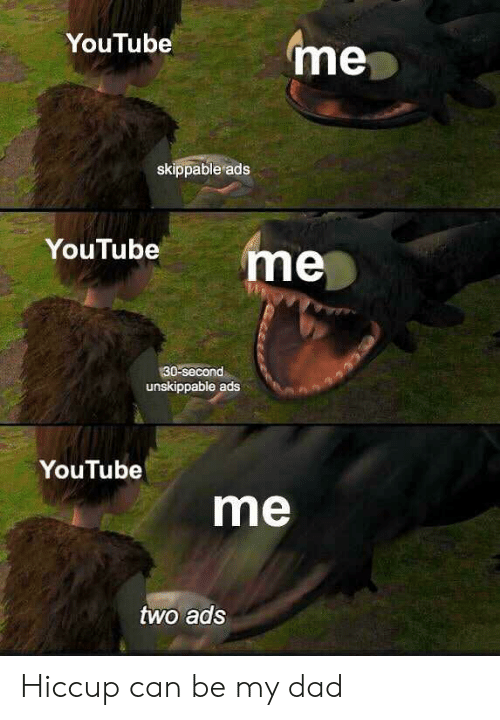 YouTube
me
skippable ads
YouTube
me
30-second
unskippable ads
YouTube
me
two ads
Hiccup can be my dad